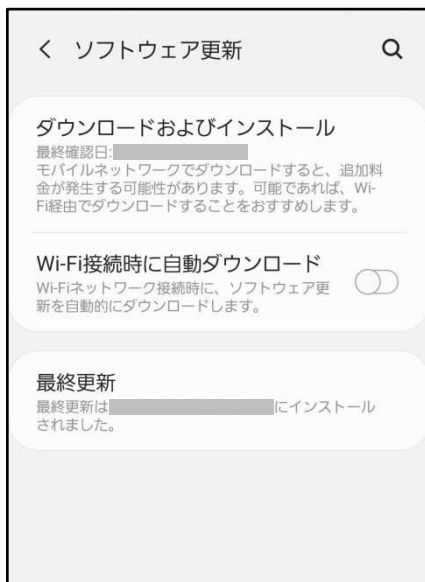 ソフトウェア更新
ダウンロードおよびインストール
最終確認日:
モバイルネットワークでダウンロードすると、追加料
金が発生する可能性があります。可能であれば、Wi-
Fi経由でダウンロードすることをおすすめします。
Wi-Fi接続時に自動ダウンロード
Wi-Fiネットワーク接続時に、ソフトウェア更
新を自動的にダウンロードします。
最終更新
最終更新は にインストール
されました。